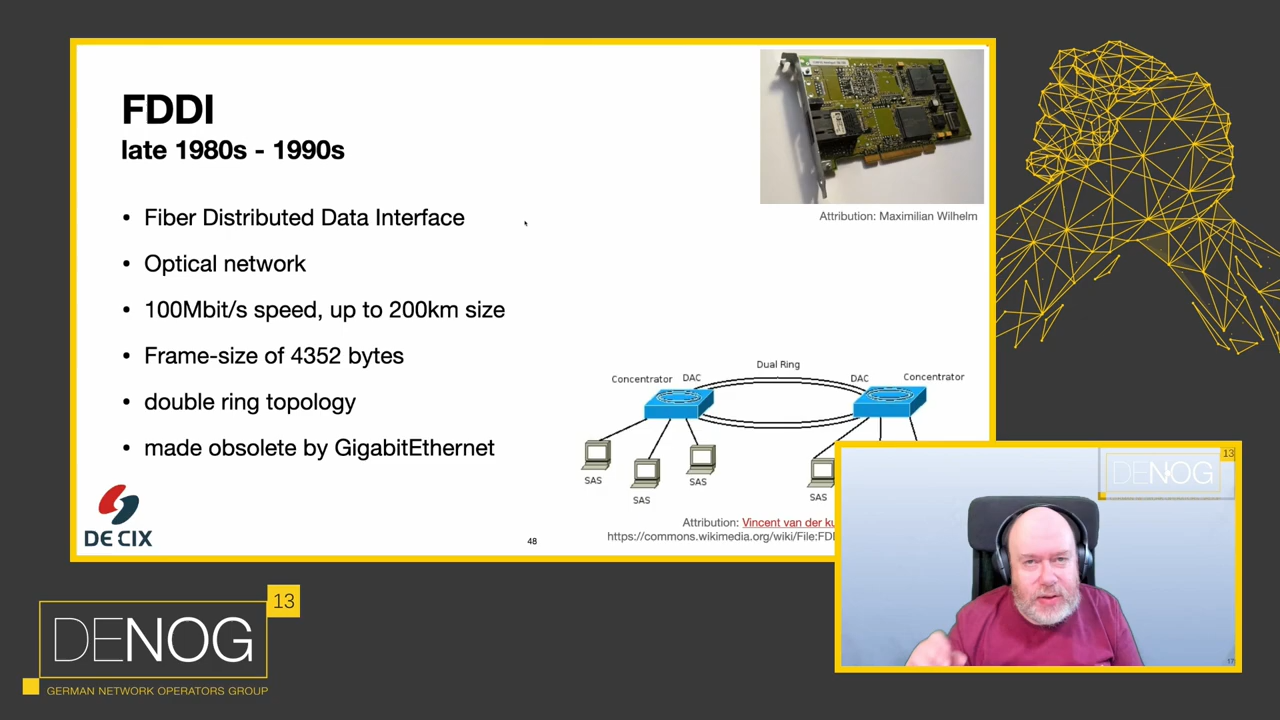 FDDI
late 1980s - 1990s
• Fiber Distributed Data Interface
• Optical network
• 100Mbit/s speed, up to 200km size
• Frame-size of 4352 bytes
• double ring topology
• made obsolete by GigabitEthernet
Attribution: Maximilian Wilhelm
Dual Ring
Concentrator DAC
DAC Concentrator
SAS
SAS
SAS
SAS
Attribution: Vincent van der ku
https://commons.wikimedia.org/wiki/File:FDI
48
DE CIX
DENOG
13
DENOG
13
GERMAN NETWORK OPERATORS GROUP